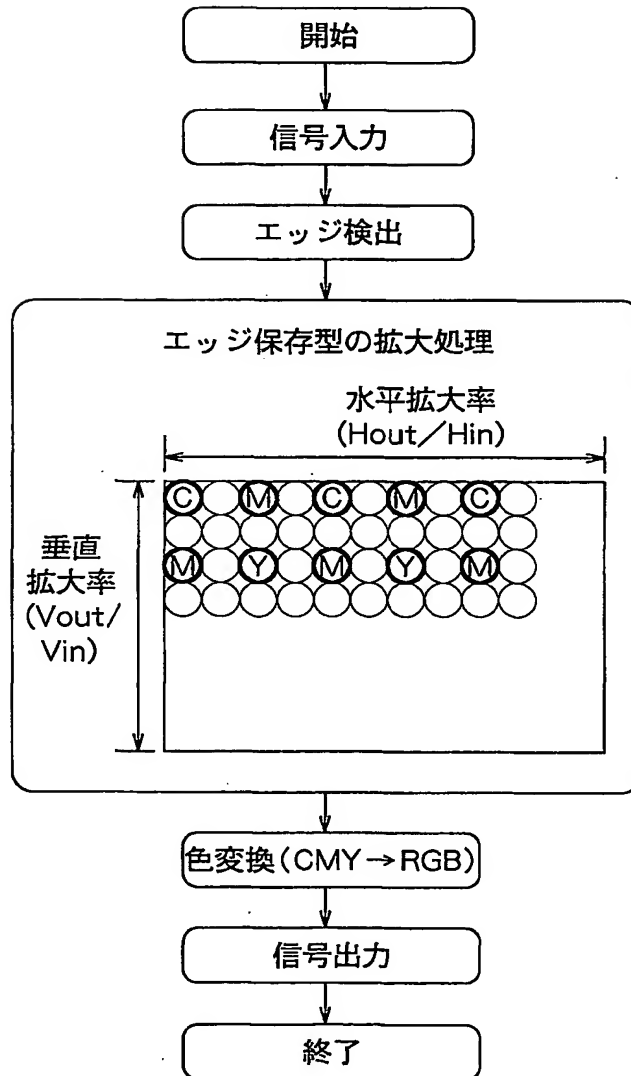 開始
信号入力
エッジ検出
エッジ保存型の拡大処理
水平拡大率
(Hout/Hin)
C M C M C
垂直
拡大率
(Vout/
Vin)
M Y M Y M
色変換(CMY→RGB)
信号出力
終了